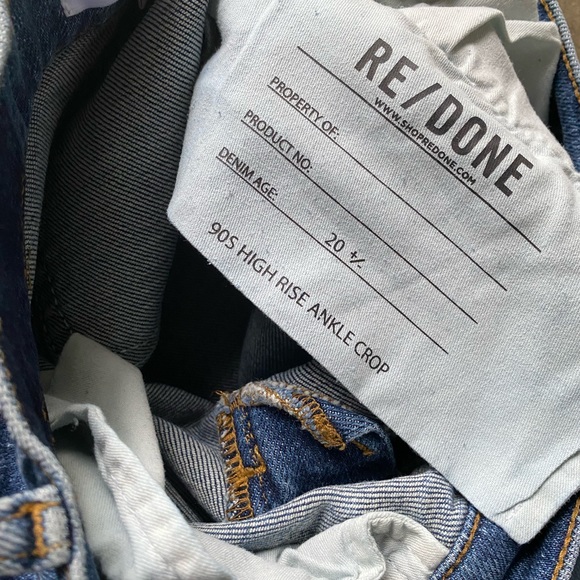 RE/DONE
WWW.SHOPREDONE.COM
PROPERTY OF:
PRODUCT NO:
DENIM AGE: 20 +/-
90S HIGH RISE ANKLE CROP